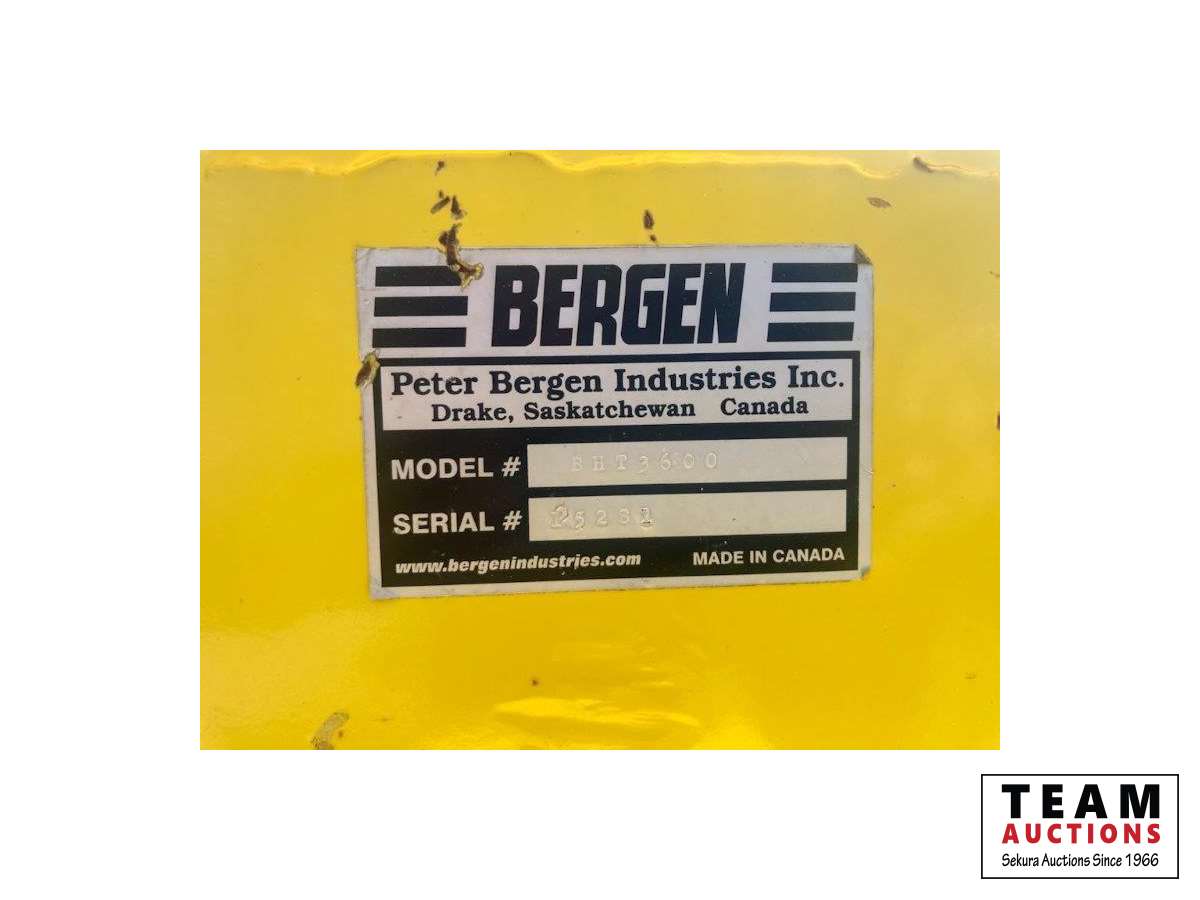 BERGEN
Peter Bergen Industries Inc.
Drake, Saskatchewan Canada
MODEL # BHT3600
SERIAL #
www.bergenindustries.com MADE IN CANADA
TEAM
AUCTIONS
Sekura Auctions Since 1966